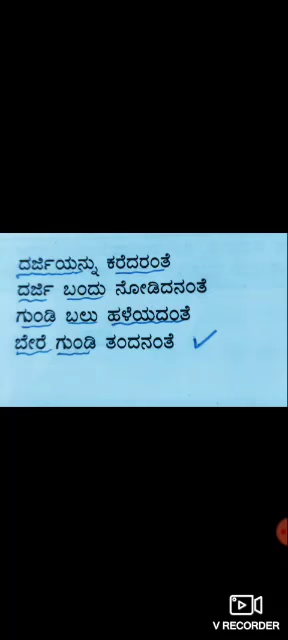 ದರ್ಜಿಯನ್ನು ಕರೆದರಂತೆ
ದರ್ಜಿ ಬಂದು ನೋಡಿದನಂತೆ
ಗುಂಡಿ ಬಲು ಹಳೆಯದಂತೆ
ಬೇರೆ ಗುಂಡಿ ತಂದನಂತೆ
V RECORDER